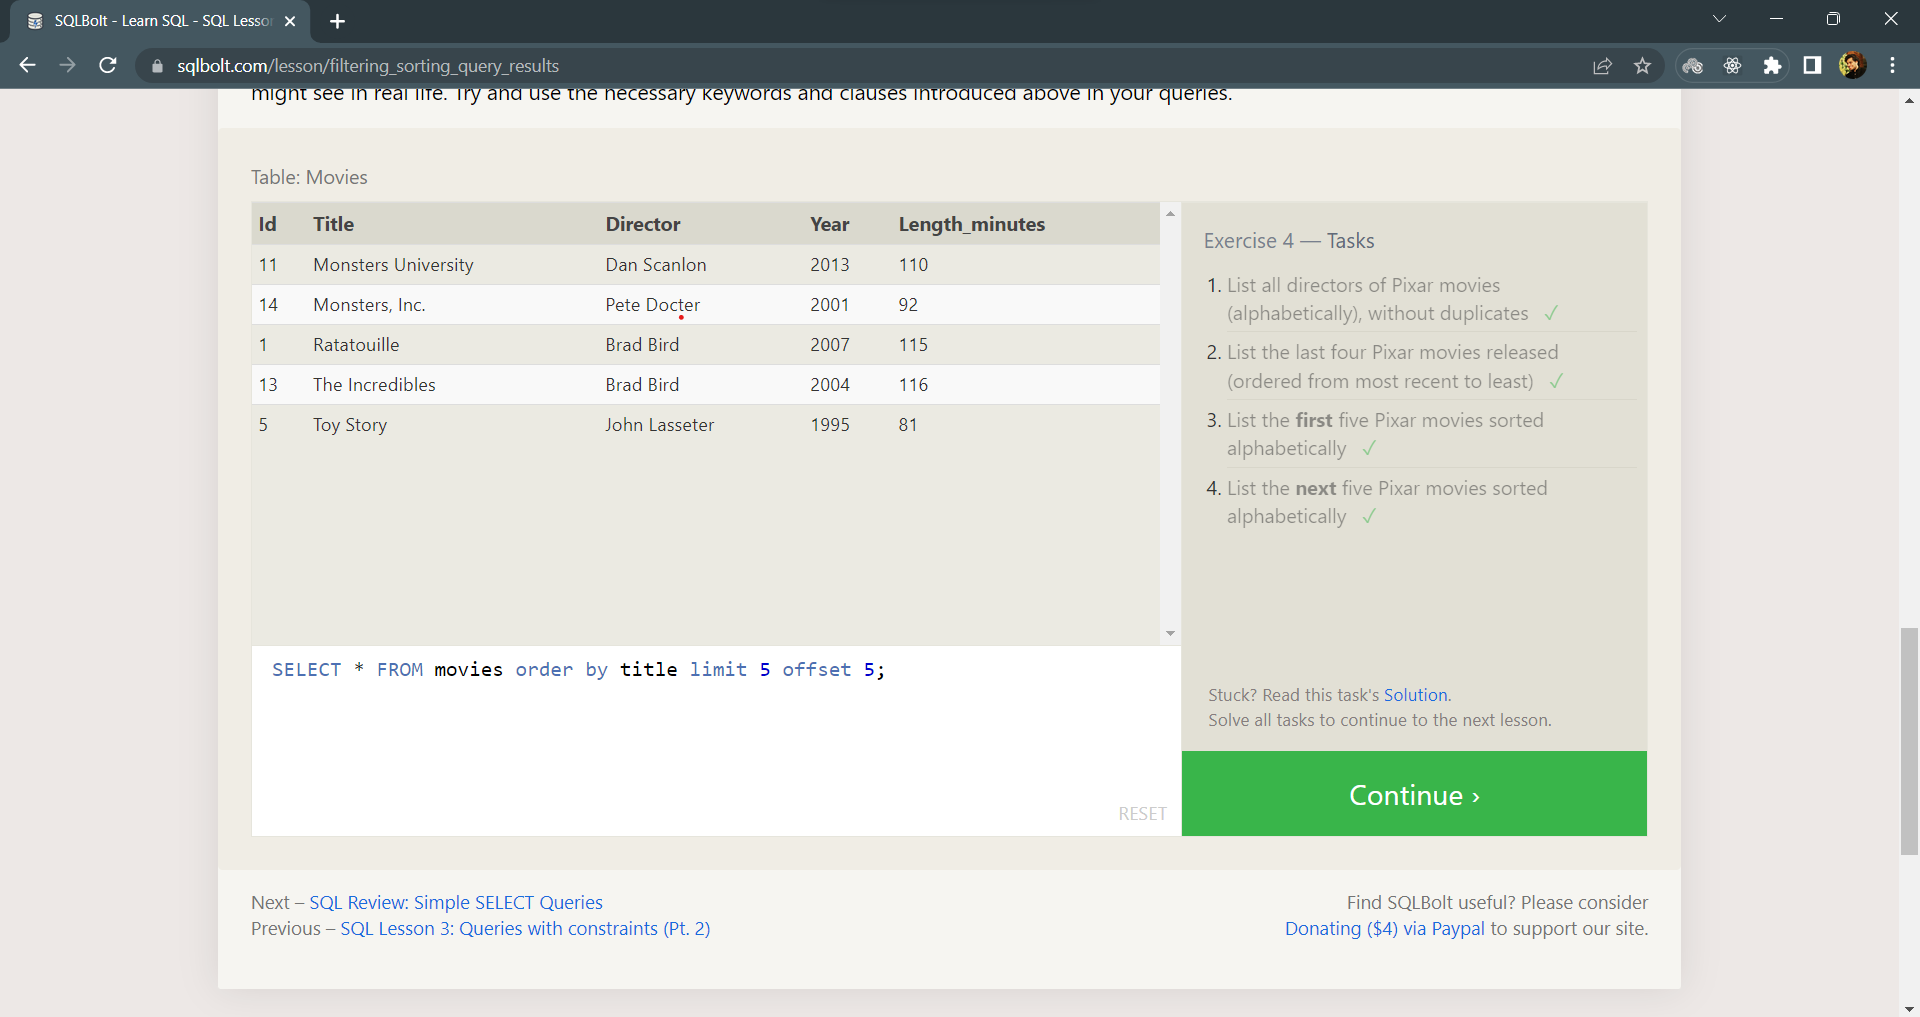 SQLBolt - Learn SQL - SQL Lesso
sqlbolt.com/lesson/filtering_sorting_query_results
might see in real life. Try and use the necessary keywords and clauses introduced above in your queries.
Table: Movies
Id Title Director Year Length_minutes
11 Monsters University Dan Scanlon 2013 110
14 Monsters, Inc. Pete Docter 2001 92
1 Ratatouille Brad Bird 2007 115
13 The Incredibles Brad Bird 2004 116
5 Toy Story John Lasseter 1995 81
SELECT * FROM movies order by title limit 5 offset 5;
RESET
Exercise 4 — Tasks
1. List all directors of Pixar movies
(alphabetically), without duplicates ✓
2. List the last four Pixar movies released
(ordered from most recent to least) ✓
3. List the first five Pixar movies sorted
alphabetically ✓
4. List the next five Pixar movies sorted
alphabetically ✓
Stuck? Read this task's Solution.
Solve all tasks to continue to the next lesson.
Continue ›
Next – SQL Review: Simple SELECT Queries
Previous – SQL Lesson 3: Queries with constraints (Pt. 2)
Find SQLBolt useful? Please consider
Donating ($4) via Paypal to support our site.